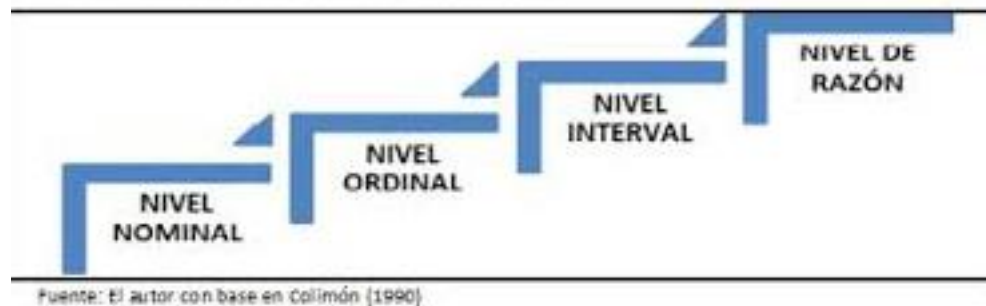 NIVEL DE
RAZÓN
NIVEL
INTERVAL
NIVEL
ORDINAL
NIVEL
NOMINAL
Fuente: El autor con base en Colimón (1990)